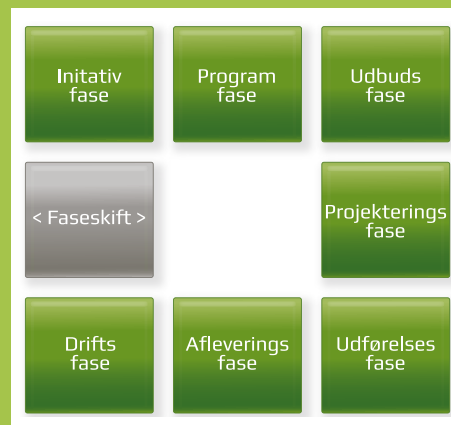 Initativ
fase
Program
fase
Udbuds
fase
< Faseskift >
Projekterings
fase
Drifts
fase
Afleverings
fase
Udførelses
fase